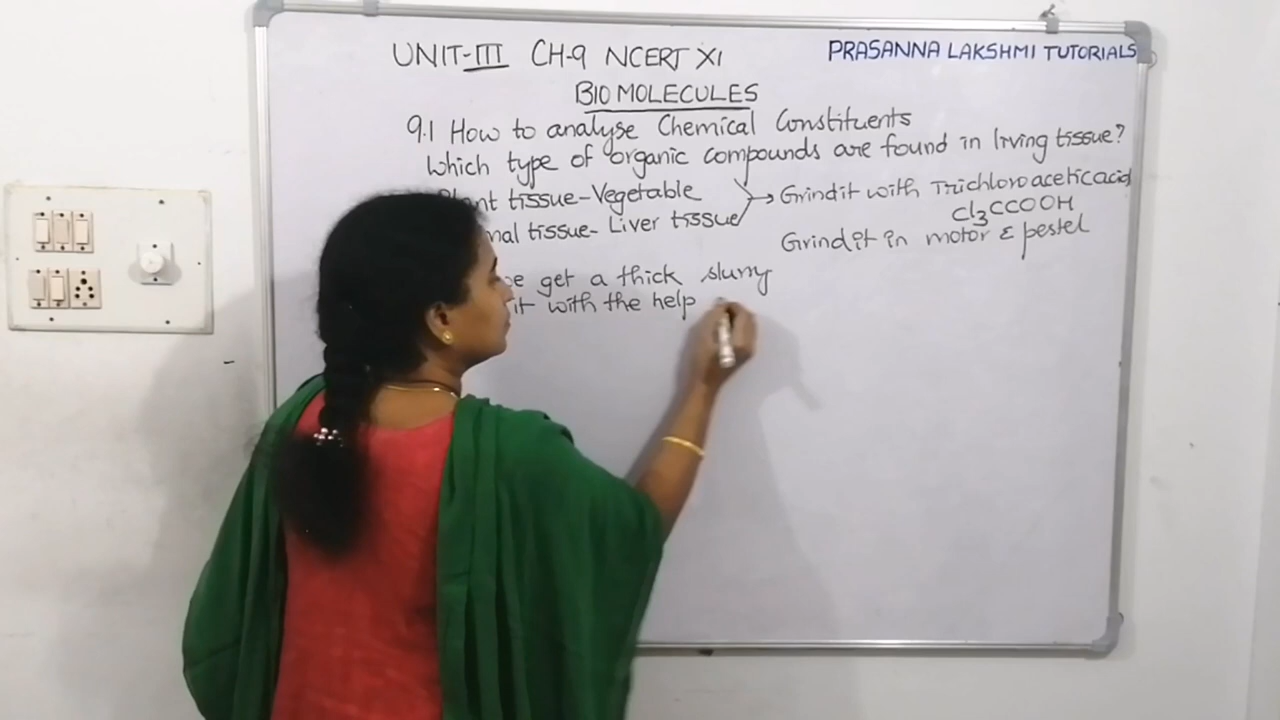 UNIT-III CH-9 NCERT XI
PRASANNA LAKSHMI TUTORIALS
BIOMOLECULES
9.1 How to analyse Chemical Constituents
Which type of organic compounds are found in living tissue?
tissue-Vegetable
tissue- Liver tissue
Grind it with Trichloroacetic acid
Cl3CCOOH
Grind it in motor & pestel
get a thick slurry
it with the help